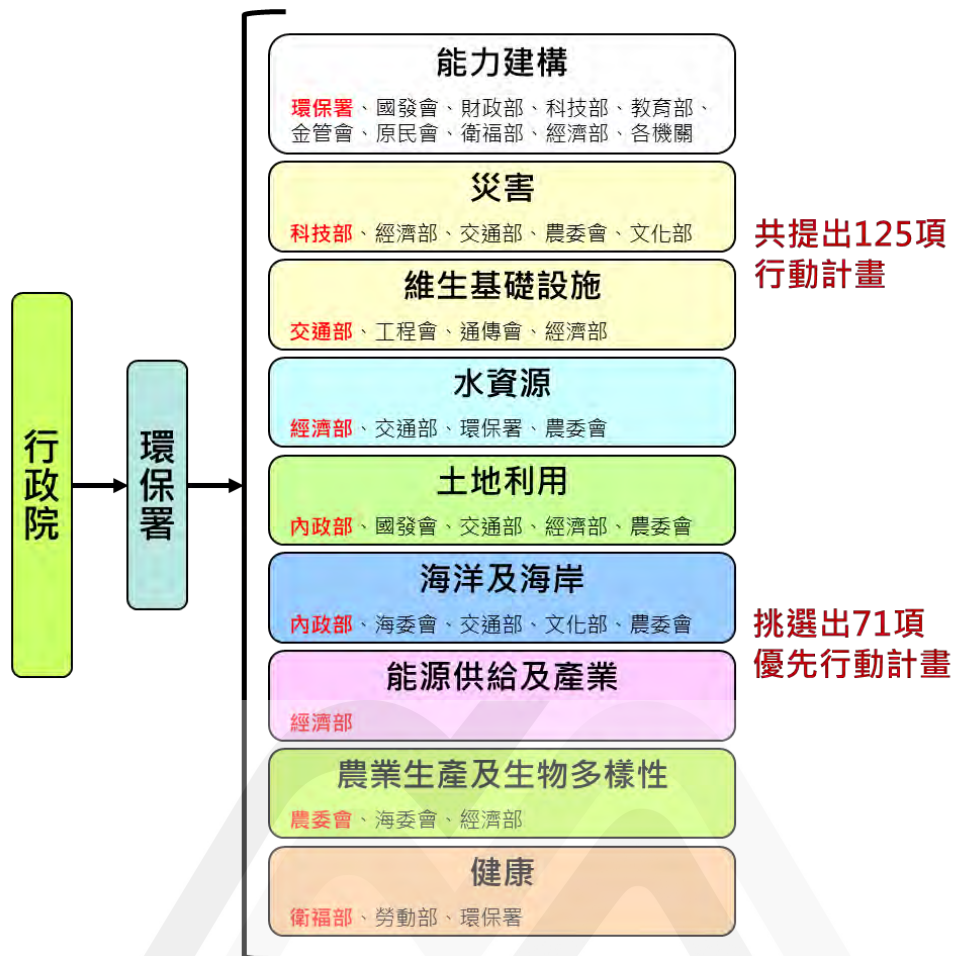 行政院
環保署
能力建構
環保署、國發會、財政部、科技部、教育部、
金管會、原民會、衛福部、經濟部、各機關
災害
科技部、經濟部、交通部、農委會、文化部
維生基礎設施
交通部、工程會、通傳會、經濟部
水資源
經濟部、交通部、環保署、農委會
土地利用
內政部、國發會、交通部、經濟部、農委會
海洋及海岸
內政部、海委會、交通部、文化部、農委會
能源供給及產業
經濟部
農業生產及生物多樣性
農委會、海委會、經濟部
健康
衛福部、勞動部、環保署
共提出125項
行動計畫
挑選出71項
優先行動計畫